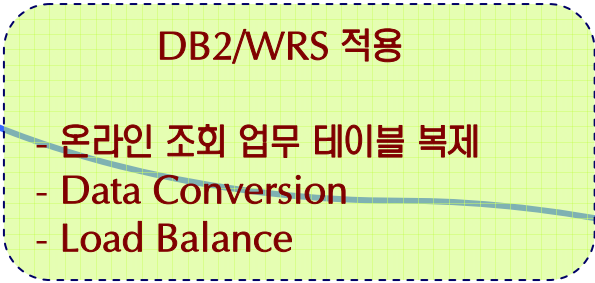 DB2/WRS 적용
- 온라인 조회 업무 테이블 복제
- Data Conversion
- Load Balance